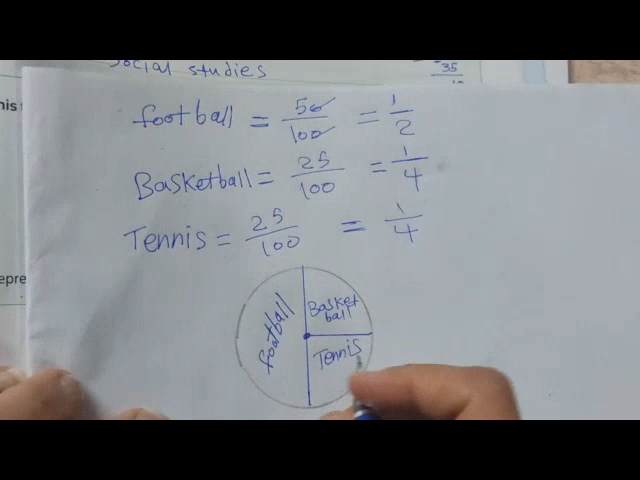 Social studies
35
football = 50/100 = 1/2
Basketball = 25/100 = 1/4
Tennis = 25/100 = 1/4
football
Basket
ball
Tennis